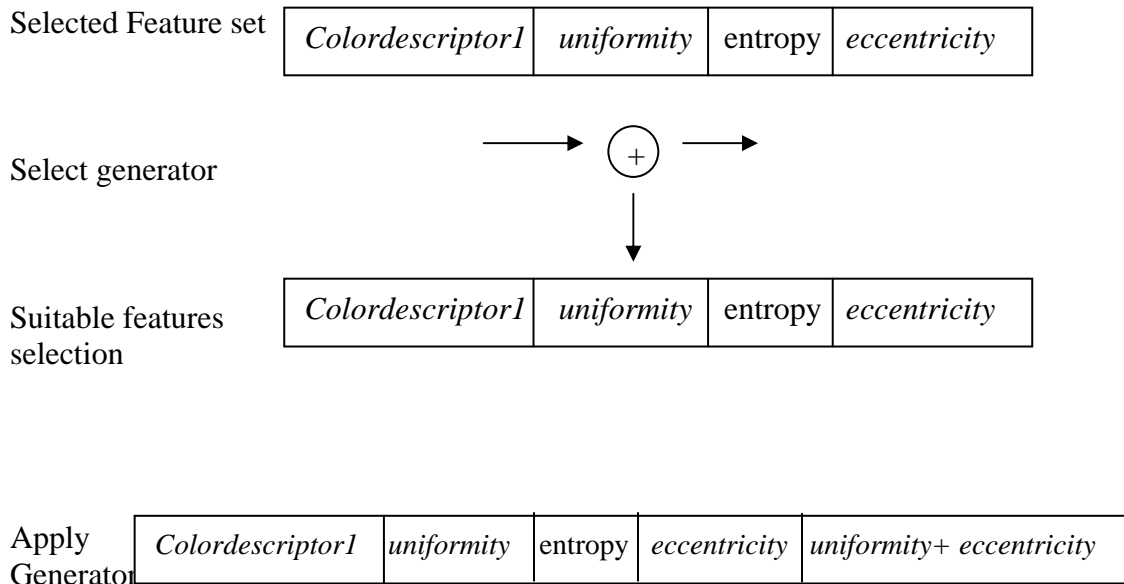 Selected Feature set
Colordescriptor1 uniformity entropy eccentricity
Select generator
+
Suitable features
selection
Colordescriptor1 uniformity entropy eccentricity
Apply
Generator
Colordescriptor1 uniformity entropy eccentricity uniformity+ eccentricity